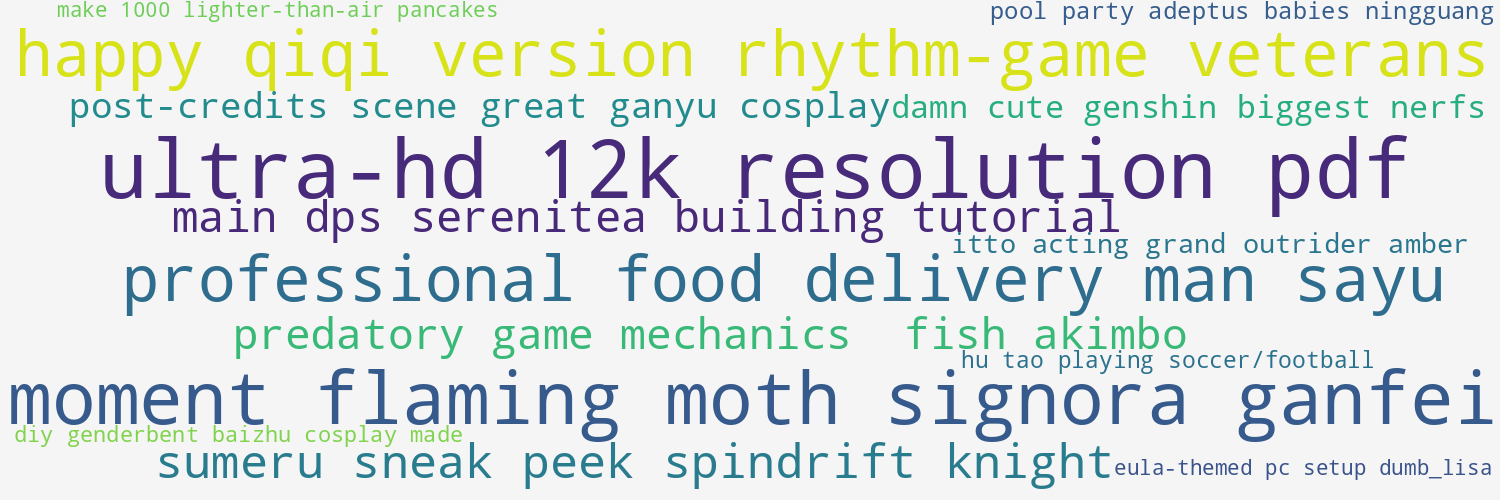 make 1000 lighter-than-air pancakes
pool party adeptus babies ningguang
happy qiqi version rhythm-game veterans
post-credits scene great ganyu cosplay
damn cute genshin biggest nerfs
ultra-hd 12k resolution pdf
main dps serenitea building tutorial
itto acting grand outrider amber
professional food delivery man sayu
predatory game mechanics  fish akimbo
hu tao playing soccer/football
moment flaming moth signora ganfei
diy genderbent baizhu cosplay made
sumeru sneak peek spindrift knight
eula-themed pc setup dumb_lisa